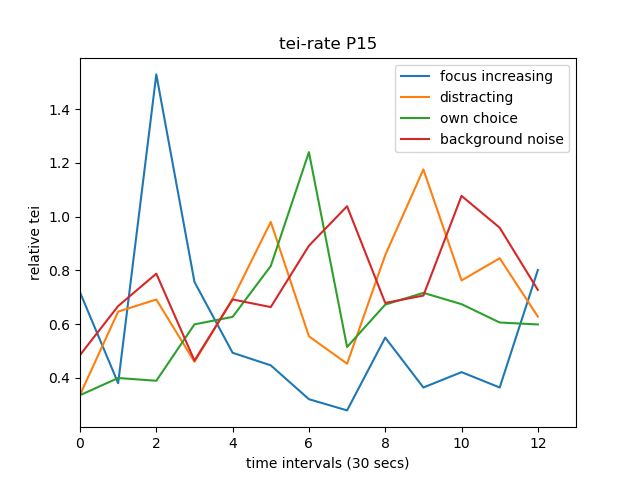 tei-rate P15
focus increasing
distracting
own choice
background noise
relative tei
1.4
1.2
1.0
0.8
0.6
0.4
0 2 4 6 8 10 12
time intervals (30 secs)